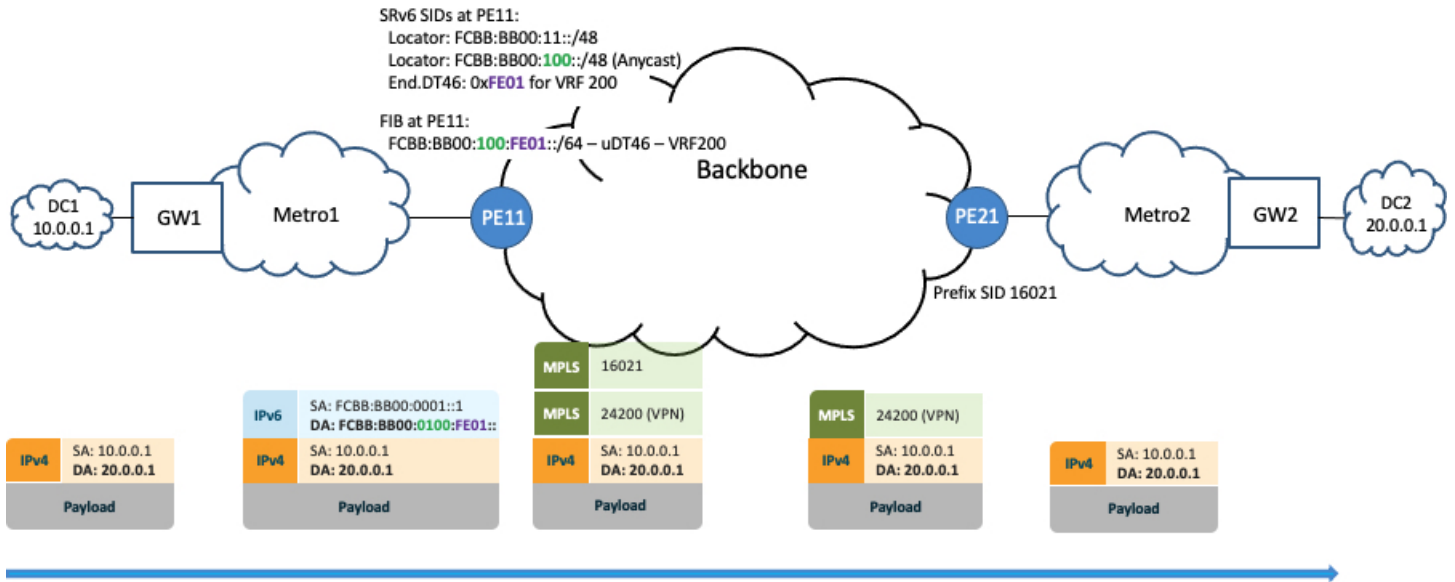 SRv6 SIDs at PE11:
Locator: FCBB:BB00:11::/48
Locator: FCBB:BB00:100::/48 (Anycast)
End.DT46: 0xFE01 for VRF 200
FIB at PE11:
FCBB:BB00:100:FE01::/64 – uDT46 – VRF200
Backbone
DC1
10.0.0.1
GW1
Metro1
PE11
PE21
Metro2
GW2
DC2
20.0.0.1
Prefix SID 16021
IPv4
SA: 10.0.0.1
DA: 20.0.0.1
Payload
IPv6
SA: FCBB:BB00:0001::1
DA: FCBB:BB00:0100:FE01::
IPv4
SA: 10.0.0.1
DA: 20.0.0.1
Payload
MPLS
16021
MPLS
24200 (VPN)
IPv4
SA: 10.0.0.1
DA: 20.0.0.1
Payload
MPLS
24200 (VPN)
IPv4
SA: 10.0.0.1
DA: 20.0.0.1
Payload
IPv4
SA: 10.0.0.1
DA: 20.0.0.1
Payload